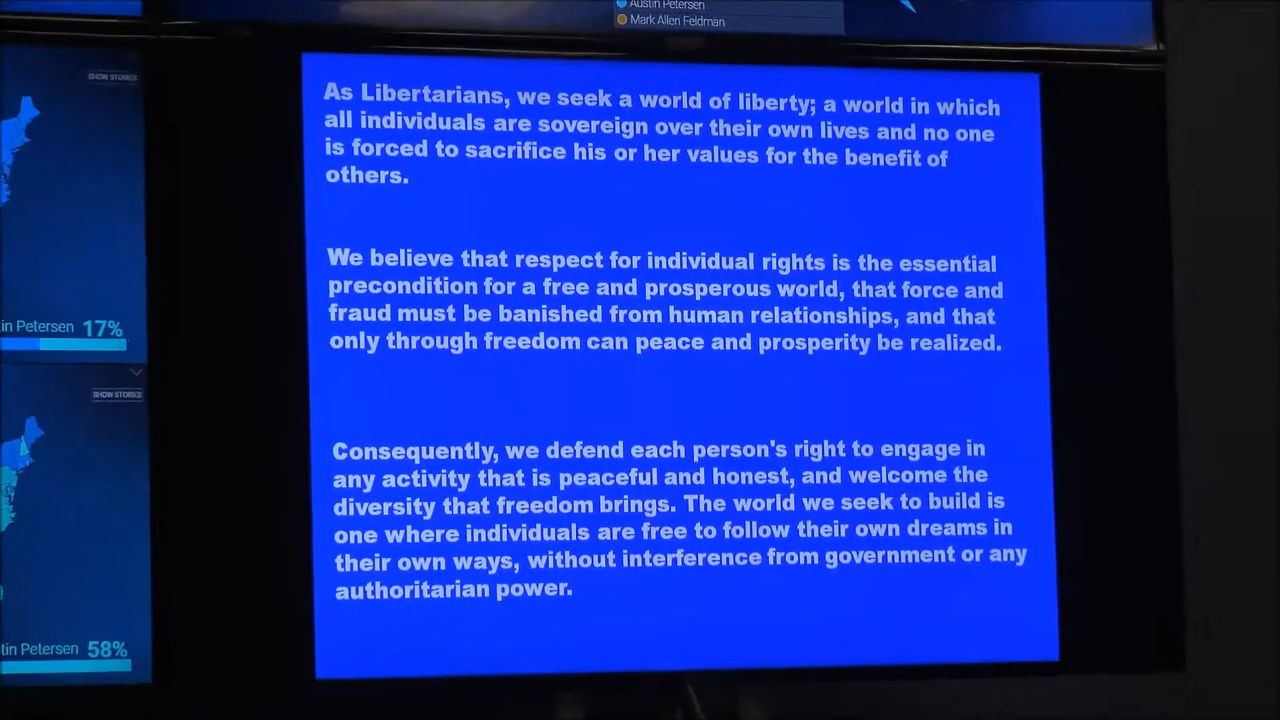 Austin Petersen
Mark Allen Feldman
SHOW STORIES
tin Petersen 17%
SHOW STORIES
tin Petersen 58%
As Libertarians, we seek a world of liberty; a world in which
all individuals are sovereign over their own lives and no one
is forced to sacrifice his or her values for the benefit of
others.
We believe that respect for individual rights is the essential
precondition for a free and prosperous world, that force and
fraud must be banished from human relationships, and that
only through freedom can peace and prosperity be realized.
Consequently, we defend each person's right to engage in
any activity that is peaceful and honest, and welcome the
diversity that freedom brings. The world we seek to build is
one where individuals are free to follow their own dreams in
their own ways, without interference from government or any
authoritarian power.